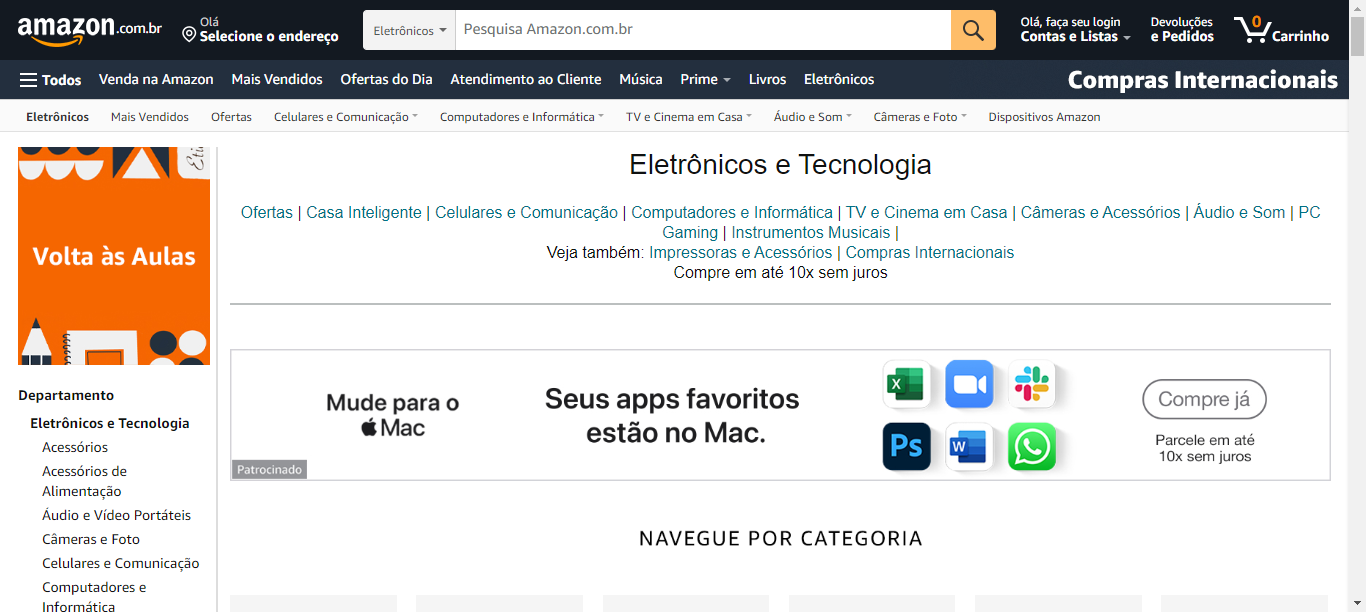 amazon.com.br
Olá
Selecione o endereço
Eletrônicos
Pesquisa Amazon.com.br
Olá, faça seu login
Contas e Listas
Devoluções
e Pedidos
0
Carrinho
Todos
Venda na Amazon
Mais Vendidos
Ofertas do Dia
Atendimento ao Cliente
Música
Prime
Livros
Eletrônicos
Compras Internacionais
Eletrônicos
Mais Vendidos
Ofertas
Celulares e Comunicação
Computadores e Informática
TV e Cinema em Casa
Áudio e Som
Câmeras e Foto
Dispositivos Amazon
Volta às Aulas
Departamento
Eletrônicos e Tecnologia
Acessórios
Acessórios de
Alimentação
Áudio e Vídeo Portáteis
Câmeras e Foto
Celulares e Comunicação
Computadores e
Informática
Eletrônicos e Tecnologia
Ofertas | Casa Inteligente | Celulares e Comunicação | Computadores e Informática | TV e Cinema em Casa | Câmeras e Acessórios | Áudio e Som | PC
Gaming | Instrumentos Musicais |
Veja também: Impressoras e Acessórios | Compras Internacionais
Compre em até 10x sem juros
Mude para o
Mac
Patrocinado
Seus apps favoritos
estão no Mac.
X
Ps
W
Compre já
Parcele em até
10x sem juros
NAVEGUE POR CATEGORIA